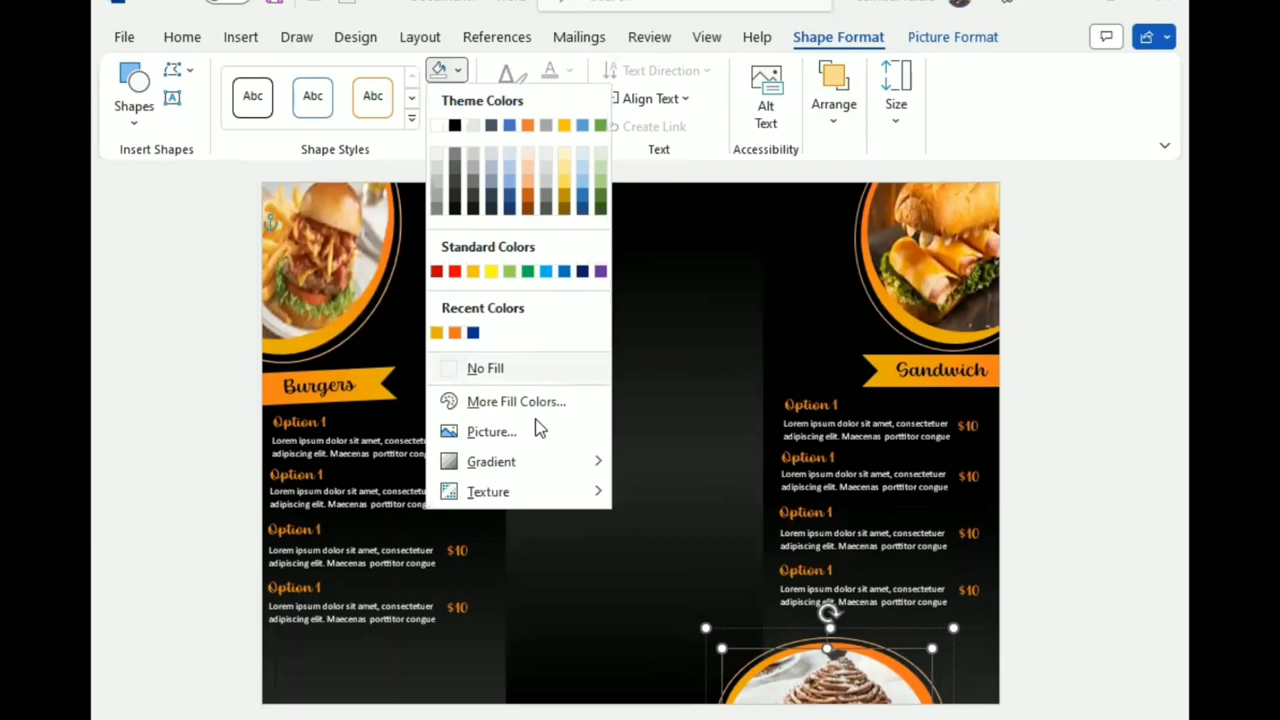 File Home Insert Draw Design Layout References Mailings Review View Help Shape Format Picture Format
Shapes
Insert Shapes
Abc Abc Abc
Shape Styles
Text Direction
Align Text
Create Link
Text
Alt
Text
Accessibility
Arrange
Size
Theme Colors
Standard Colors
Recent Colors
No Fill
More Fill Colors...
Picture...
Gradient
Texture
Burgers
Option 1
Lorem ipsum dolor sit amet,
adipiscing elit. Maecenas porttitor
Option 1
Lorem ipsum dolor sit amet,
adipiscing elit. Maecenas porttitor
Option 1
Lorem ipsum dolor sit amet, consectetuer
adipiscing elit. Maecenas porttitor congue
$10
Option 1
Lorem ipsum dolor sit amet, consectetuer
adipiscing elit. Maecenas porttitor congue
$10
Sandwich
Option 1
Lorem ipsum dolor sit amet, consectetuer
adipiscing elit. Maecenas porttitor congue
$10
Option 1
Lorem ipsum dolor sit amet, consectetuer
adipiscing elit. Maecenas porttitor congue
$10
Option 1
Lorem ipsum dolor sit amet, consectetuer
adipiscing elit. Maecenas porttitor congue
$10
Option 1
Lorem ipsum dolor sit amet, consectetuer
adipiscing elit. Maecenas porttitor congue
$10